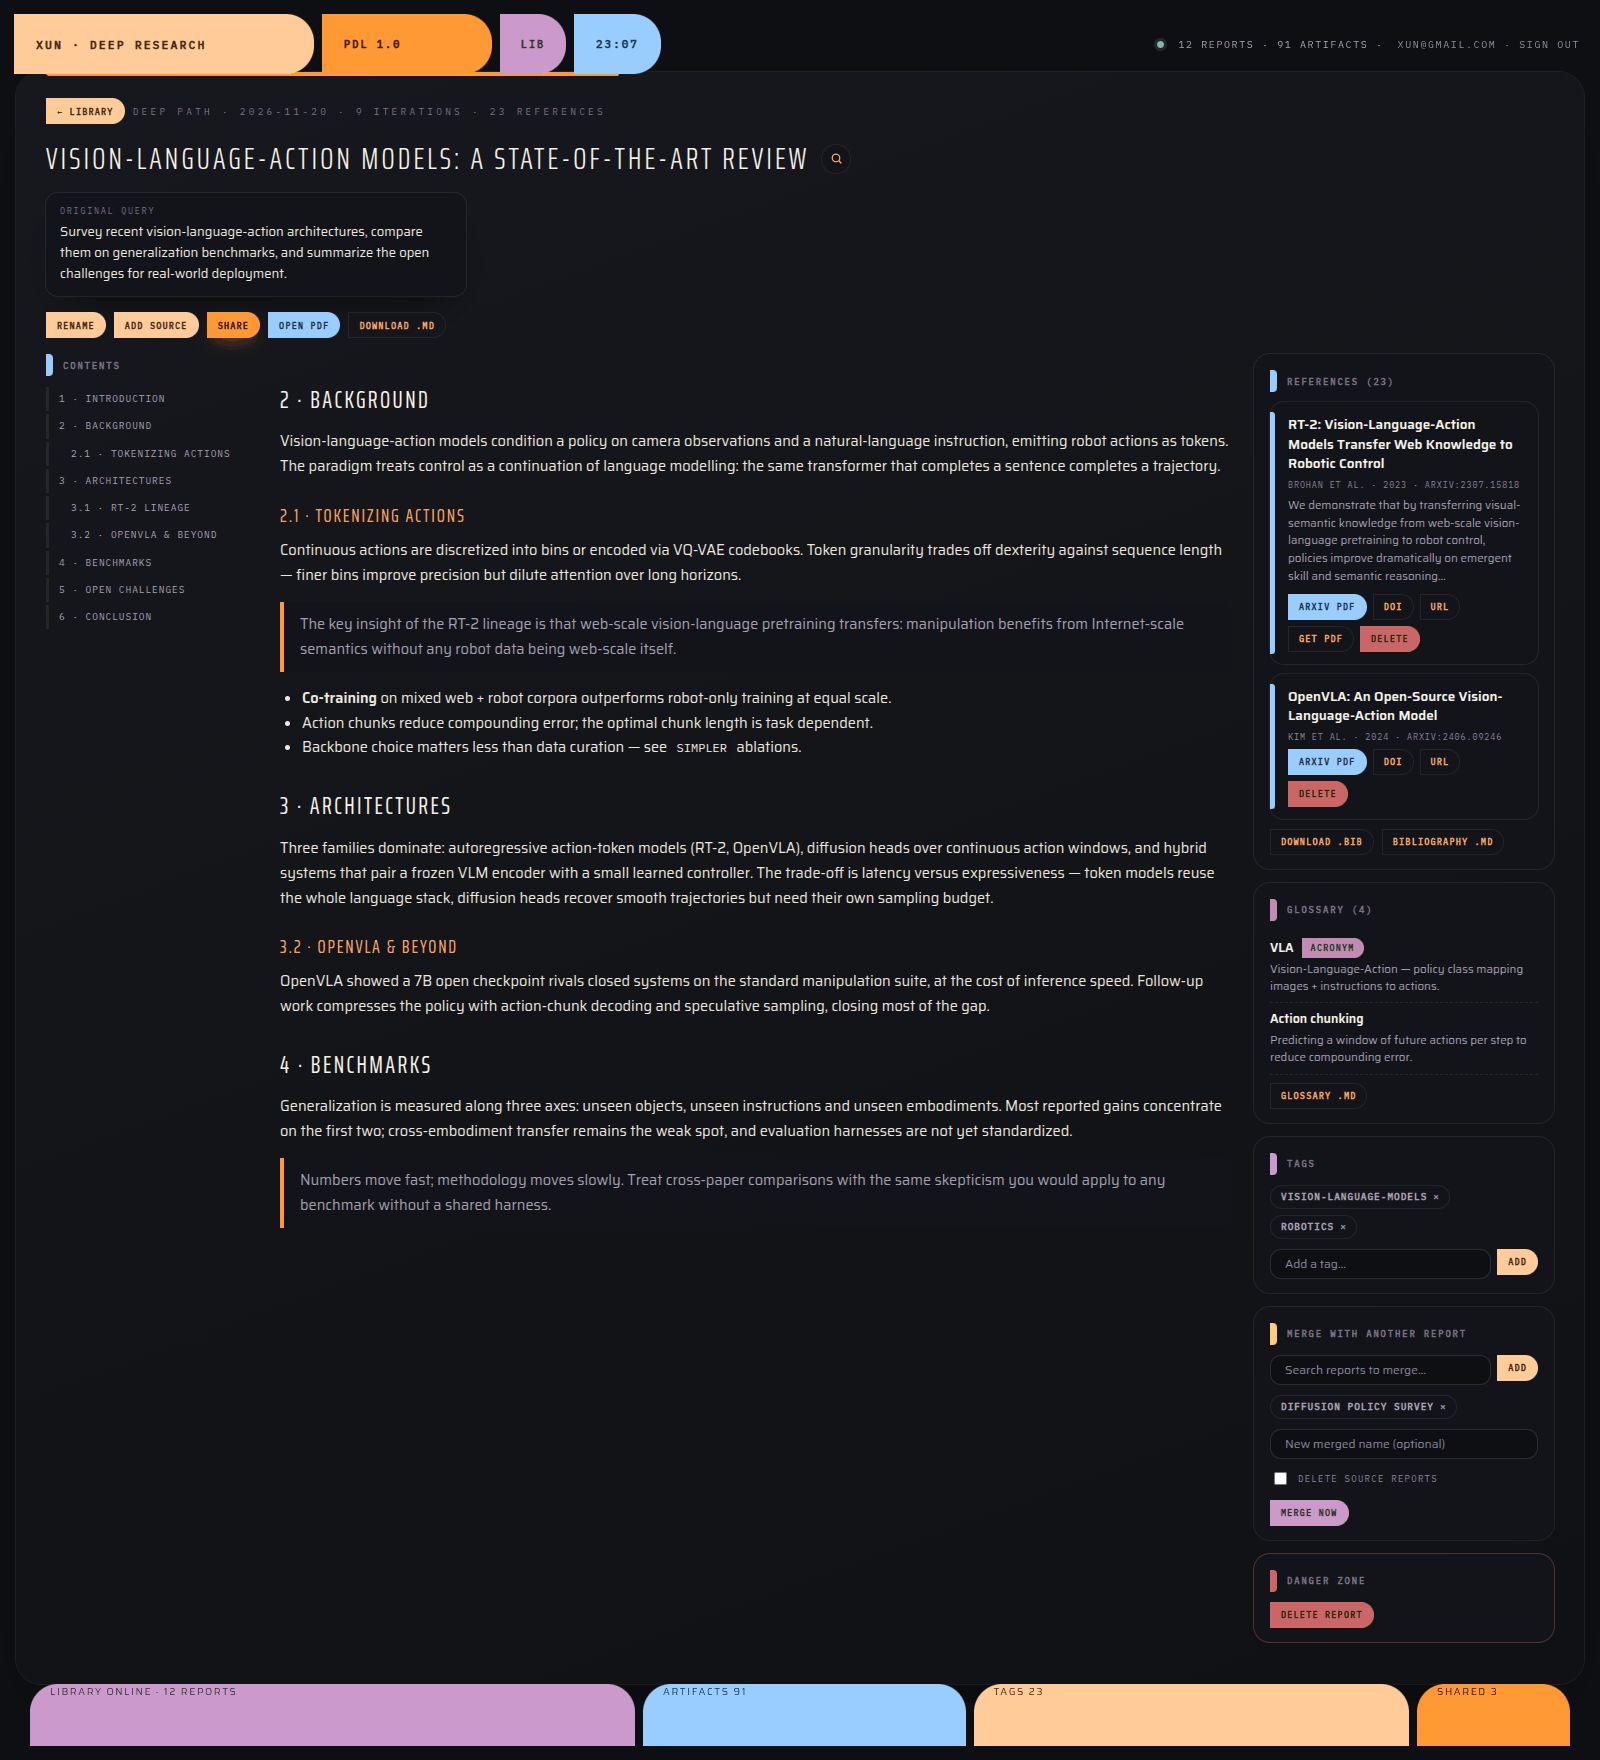 XUN · DEEP RESEARCH
PDL 1.0
LIB
23:07
12 REPORTS · 91 ARTIFACTS · XUN@GMAIL.COM · SIGN OUT
← LIBRARY
DEEP PATH · 2026-11-20 · 9 ITERATIONS · 23 REFERENCES
VISION-LANGUAGE-ACTION MODELS: A STATE-OF-THE-ART REVIEW
ORIGINAL QUERY
Survey recent vision-language-action architectures, compare
them on generalization benchmarks, and summarize the open
challenges for real-world deployment.
RENAME
ADD SOURCE
SHARE
OPEN PDF
DOWNLOAD .MD
CONTENTS
1 · INTRODUCTION
2 · BACKGROUND
2.1 · TOKENIZING ACTIONS
3 · ARCHITECTURES
3.1 · RT-2 LINEAGE
3.2 · OPENVLA & BEYOND
4 · BENCHMARKS
5 · OPEN CHALLENGES
6 · CONCLUSION
2 · BACKGROUND
Vision-language-action models condition a policy on camera observations and a natural-language instruction, emitting robot actions as tokens.
The paradigm treats control as a continuation of language modelling: the same transformer that completes a sentence completes a trajectory.
2.1 · TOKENIZING ACTIONS
Continuous actions are discretized into bins or encoded via VQ-VAE codebooks. Token granularity trades off dexterity against sequence length
— finer bins improve precision but dilute attention over long horizons.
The key insight of the RT-2 lineage is that web-scale vision-language pretraining transfers: manipulation benefits from Internet-scale
semantics without any robot data being web-scale itself.
• Co-training on mixed web + robot corpora outperforms robot-only training at equal scale.
• Action chunks reduce compounding error; the optimal chunk length is task dependent.
• Backbone choice matters less than data curation — see SIMPLER ablations.
3 · ARCHITECTURES
Three families dominate: autoregressive action-token models (RT-2, OpenVLA), diffusion heads over continuous action windows, and hybrid
systems that pair a frozen VLM encoder with a small learned controller. The trade-off is latency versus expressiveness — token models reuse
the whole language stack, diffusion heads recover smooth trajectories but need their own sampling budget.
3.2 · OPENVLA & BEYOND
OpenVLA showed a 7B open checkpoint rivals closed systems on the standard manipulation suite, at the cost of inference speed. Follow-up
work compresses the policy with action-chunk decoding and speculative sampling, closing most of the gap.
4 · BENCHMARKS
Generalization is measured along three axes: unseen objects, unseen instructions and unseen embodiments. Most reported gains concentrate
on the first two; cross-embodiment transfer remains the weak spot, and evaluation harnesses are not yet standardized.
Numbers move fast; methodology moves slowly. Treat cross-paper comparisons with the same skepticism you would apply to any
benchmark without a shared harness.
REFERENCES (23)
RT-2: Vision-Language-Action
Models Transfer Web Knowledge to
Robotic Control
BROHAN ET AL. · 2023 · ARXIV:2307.15818
We demonstrate that by transferring visual-
semantic knowledge from web-scale vision-
language pretraining to robot control,
policies improve dramatically on emergent
skill and semantic reasoning…
ARXIV PDF
DOI
URL
GET PDF
DELETE
OpenVLA: An Open-Source Vision-
Language-Action Model
KIM ET AL. · 2024 · ARXIV:2406.09246
ARXIV PDF
DOI
URL
DELETE
DOWNLOAD .BIB
BIBLIOGRAPHY .MD
GLOSSARY (4)
VLA ACRONYM
Vision-Language-Action — policy class mapping
images + instructions to actions.
Action chunking
Predicting a window of future actions per step to
reduce compounding error.
GLOSSARY .MD
TAGS
VISION-LANGUAGE-MODELS ×
ROBOTICS ×
Add a tag…
ADD
MERGE WITH ANOTHER REPORT
Search reports to merge…
ADD
DIFFUSION POLICY SURVEY ×
New merged name (optional)
DELETE SOURCE REPORTS
MERGE NOW
DANGER ZONE
DELETE REPORT
LIBRARY ONLINE · 12 REPORTS
ARTIFACTS 91
TAGS 23
SHARED 3